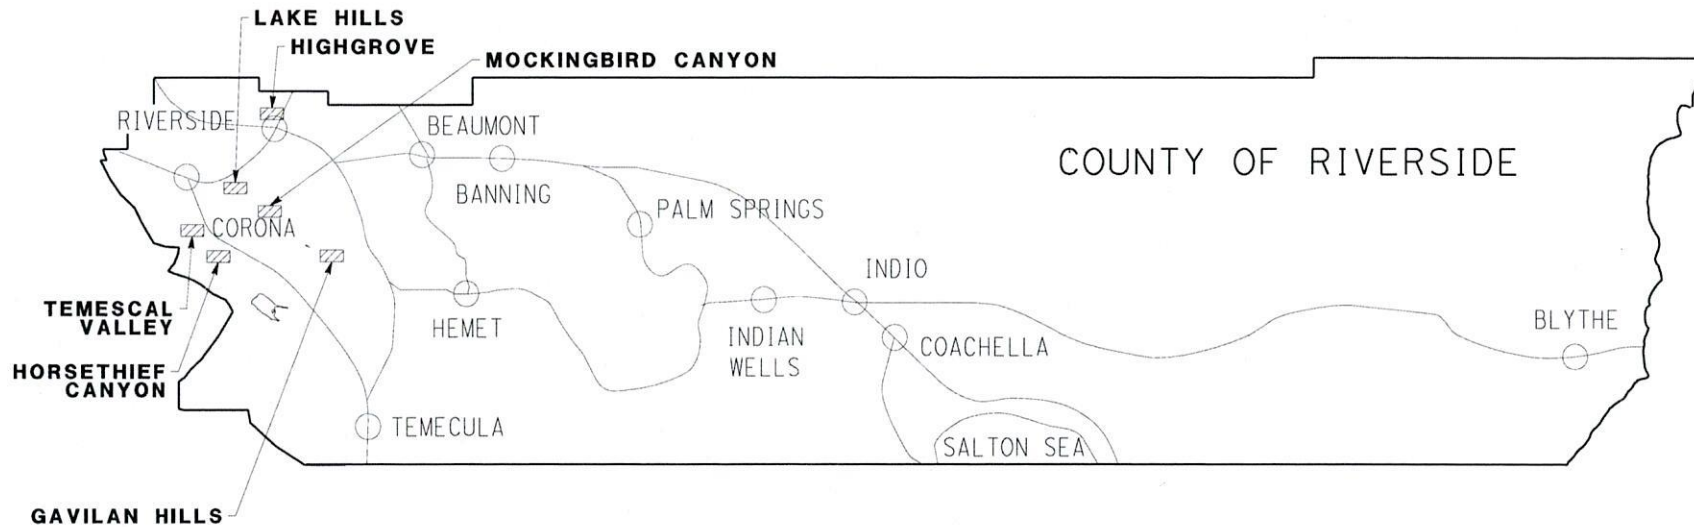 LAKE HILLS
HIGHGROVE
MOCKINGBIRD CANYON
RIVERSIDE
BEAUMONT
COUNTY OF RIVERSIDE
BANNING
PALM SPRINGS
CORONA
INDIO
TEMESCAL
VALLEY
HEMET
INDIAN
WELLS
COACHELLA
BLYTHE
HORSETHIEF
CANYON
TEMECULA
SALTON SEA
GAVILAN HILLS